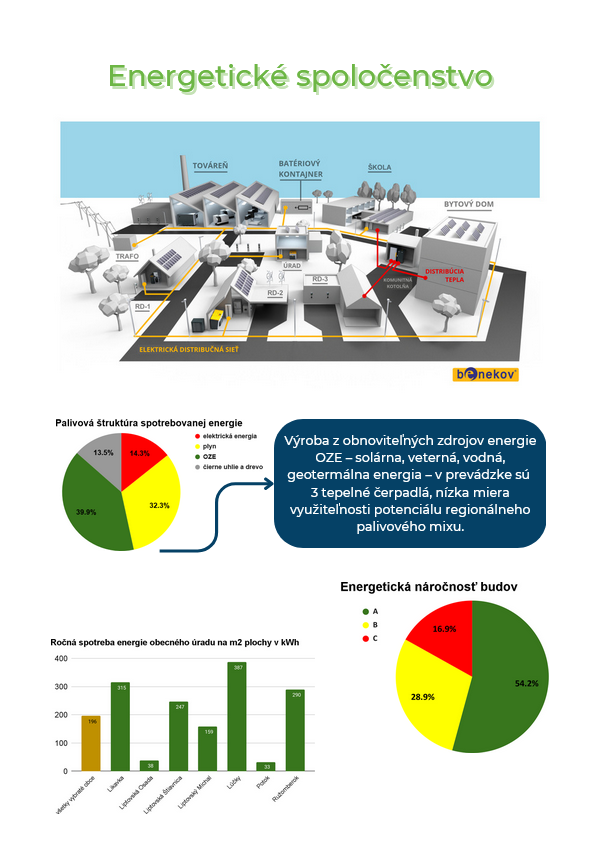 Energetické spoločenstvo
TOVÁREŇ
BATÉRIOVÝ
KONTAJNER
ŠKOLA
BYTOVÝ DOM
TRAFO
ÚRAD
RD-1
RD-2
RD-3
KOMUNITNÁ
KOTOLŇA
DISTRIBÚCIA
TEPLA
ELEKTRICKÁ DISTRIBUČNÁ SIEŤ
benekov
Palivová štruktúra spotrebovanej energie
13.5%
14.3%
32.3%
39.9%
elektrická energia
plyn
OZE
čierne uhlie a drevo
Výroba z obnoviteľných zdrojov energie
OZE – solárna, veterná, vodná,
geotermálna energia – v prevádzke sú
3 tepelné čerpadlá, nízka miera
využiteľnosti potenciálu regionálneho
palivového mixu.
Energetická náročnosť budov
A
B
C
16.9%
28.9%
54.2%
Ročná spotreba energie obecného úradu na m2 plochy v kWh
400
300
200
100
0
196
315
38
247
159
387
33
290
všetky vybraté obce
Likavka
Liptovská Osada
Liptovská Štiavnica
Liptovský Michal
Lúčky
Potok
Ružomberok